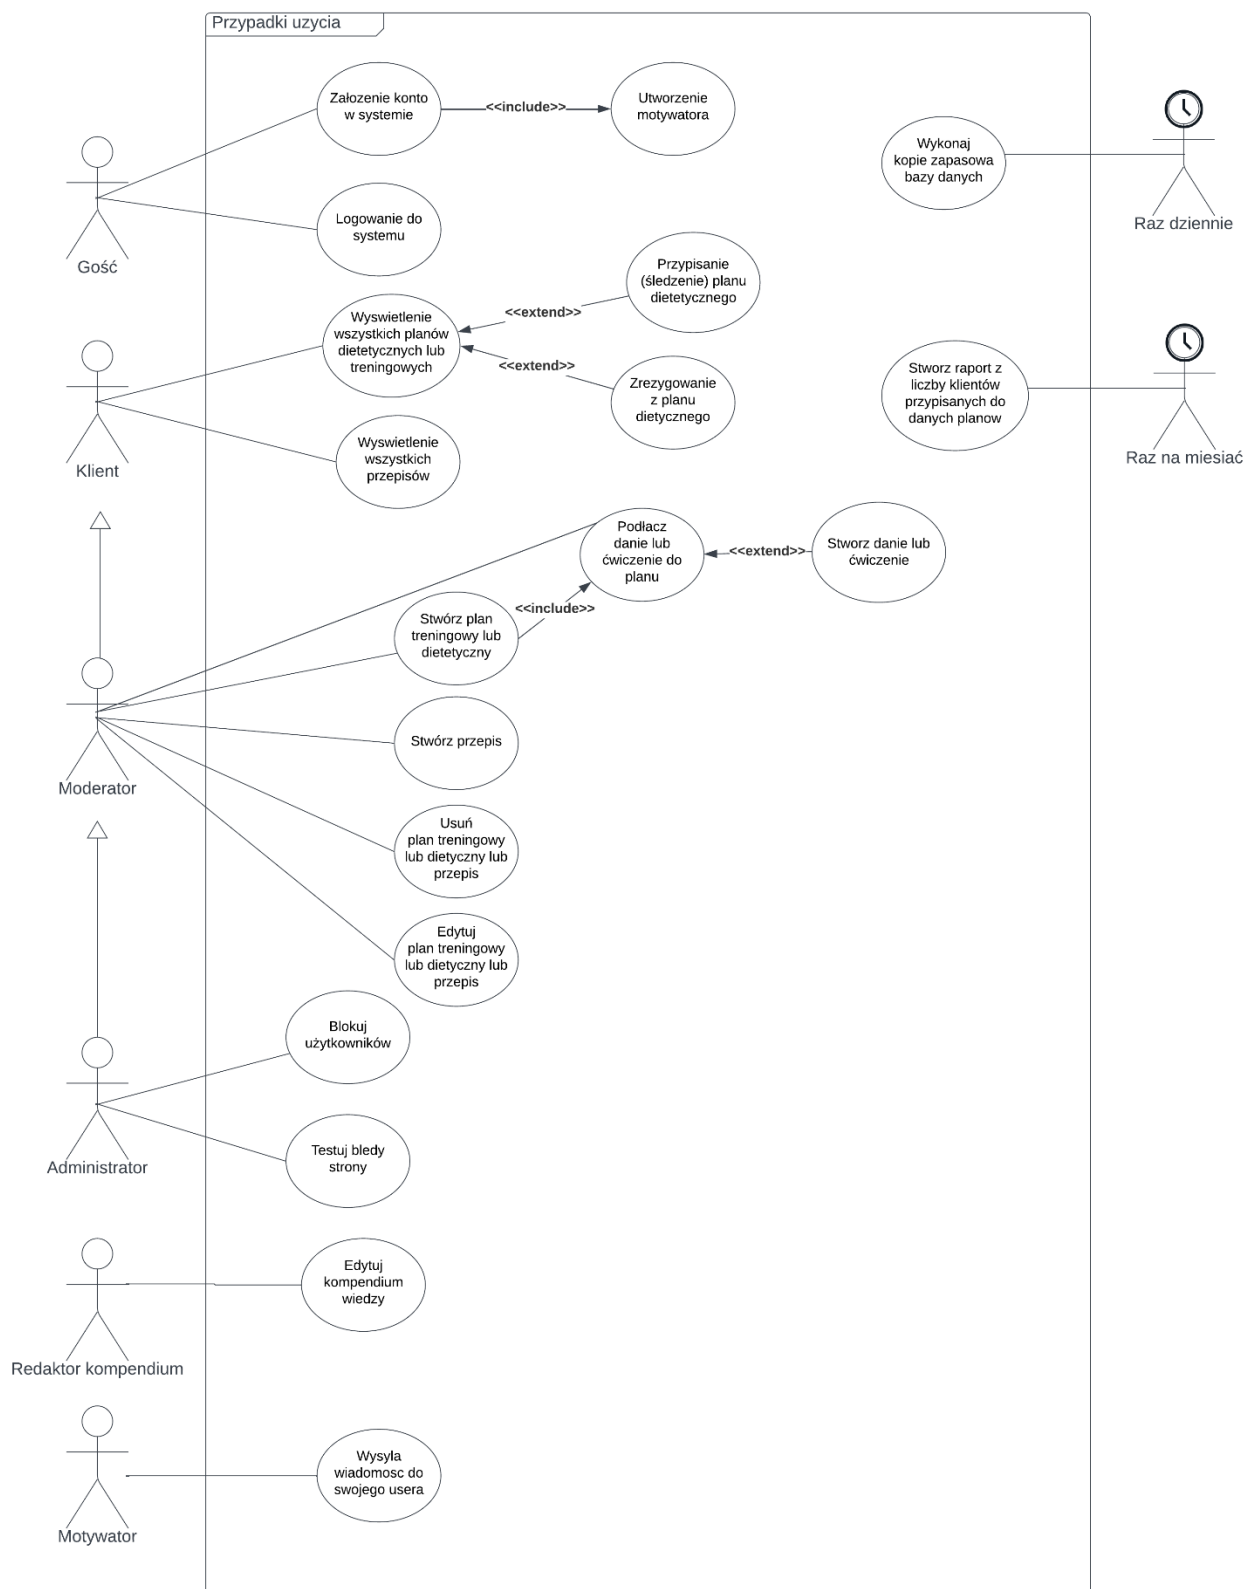 Przypadki uzycia
Załozenie konto
w systemie
<<include>>
Utworzenie
motywatora
Wykonaj
kopie zapasowa
bazy danych
Raz dziennie
Logowanie do
systemu
Gość
Przypisanie
(śledzenie) planu
dietetycznego
<<extend>>
Wyswietlenie
wszystkich planów
dietetycznych lub
treningowych
<<extend>>
Zrezygowanie
z planu
dietycznego
Stworz raport z
liczby klientów
przypisanych do
danych planow
Raz na miesiać
Wyswietlenie
wszystkich
przepisów
Klient
Podłacz
danie lub
ćwiczenie do
planu
<<extend>>
Stworz danie lub
ćwiczenie
<<include>>
Stwórz plan
treningowy lub
dietetyczny
Stwórz przepis
Moderator
Usuń
plan treningowy
lub dietyczny lub
przepis
Edytuj
plan treningowy
lub dietyczny lub
przepis
Blokuj
użytkowników
Testuj bledy
strony
Administrator
Edytuj
kompendium
wiedzy
Redaktor kompendium
Wysyla
wiadomosc do
swojego usera
Motywator